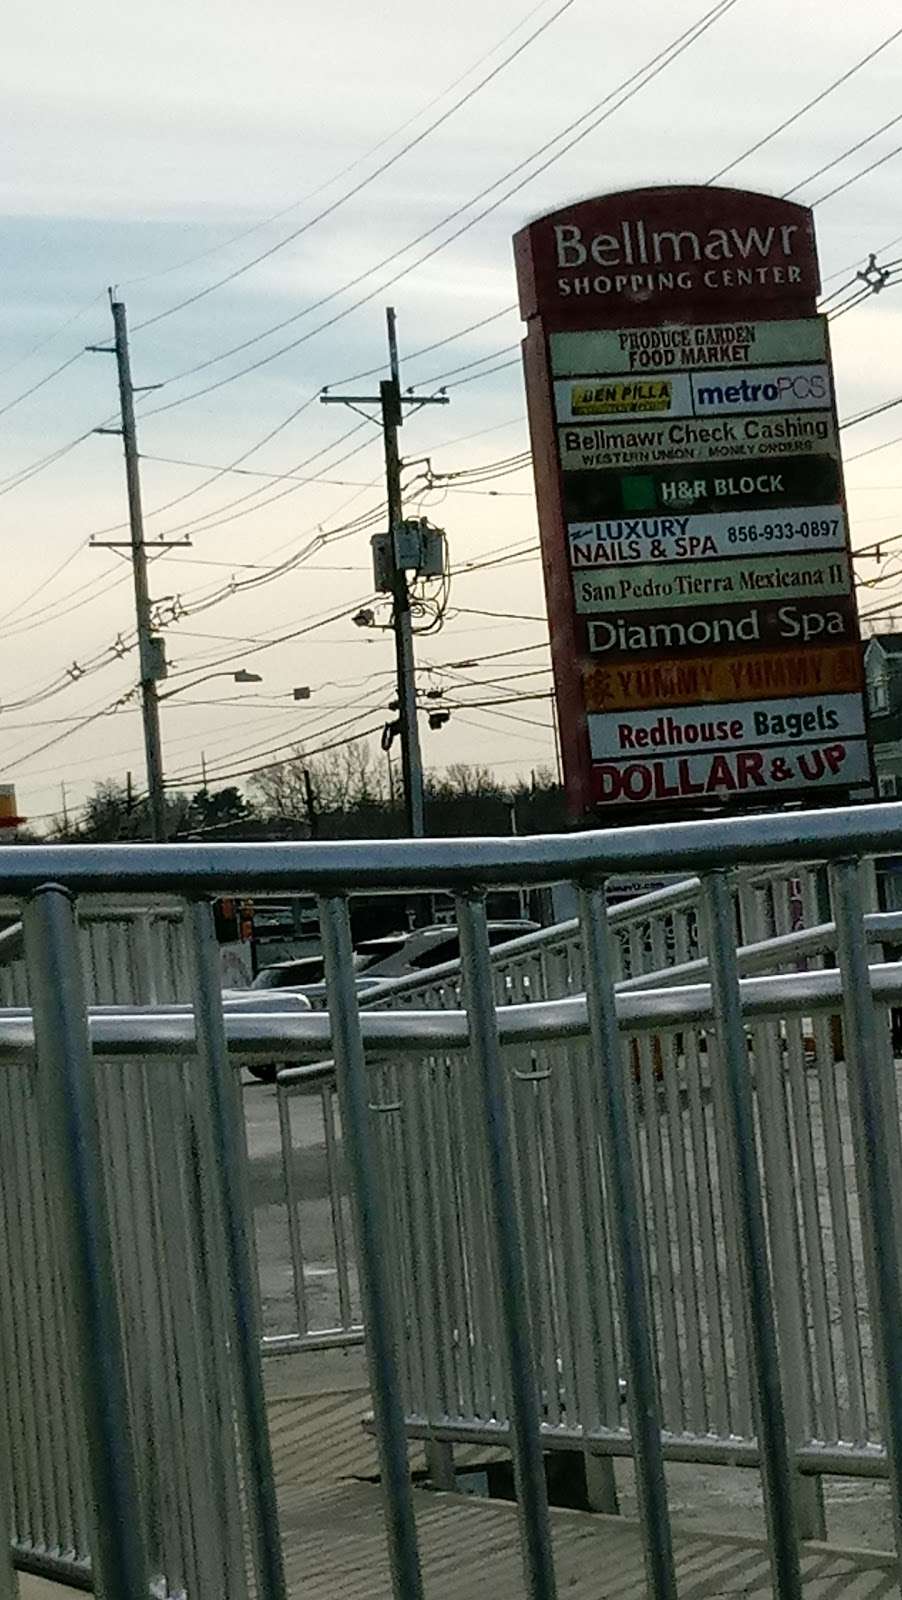 Bellmawr
SHOPPING CENTER
PRODUCE GARDEN
FOOD MARKET
BEN PILLA
metroPCS
Bellmawr Check Cashing
WESTERN UNION / MONEY ORDERS
H&R BLOCK
LUXURY
NAILS & SPA
856-933-0897
San Pedro Tierra Mexicana II
Diamond Spa
YUMMY YUMMY
Redhouse Bagels
DOLLAR & UP